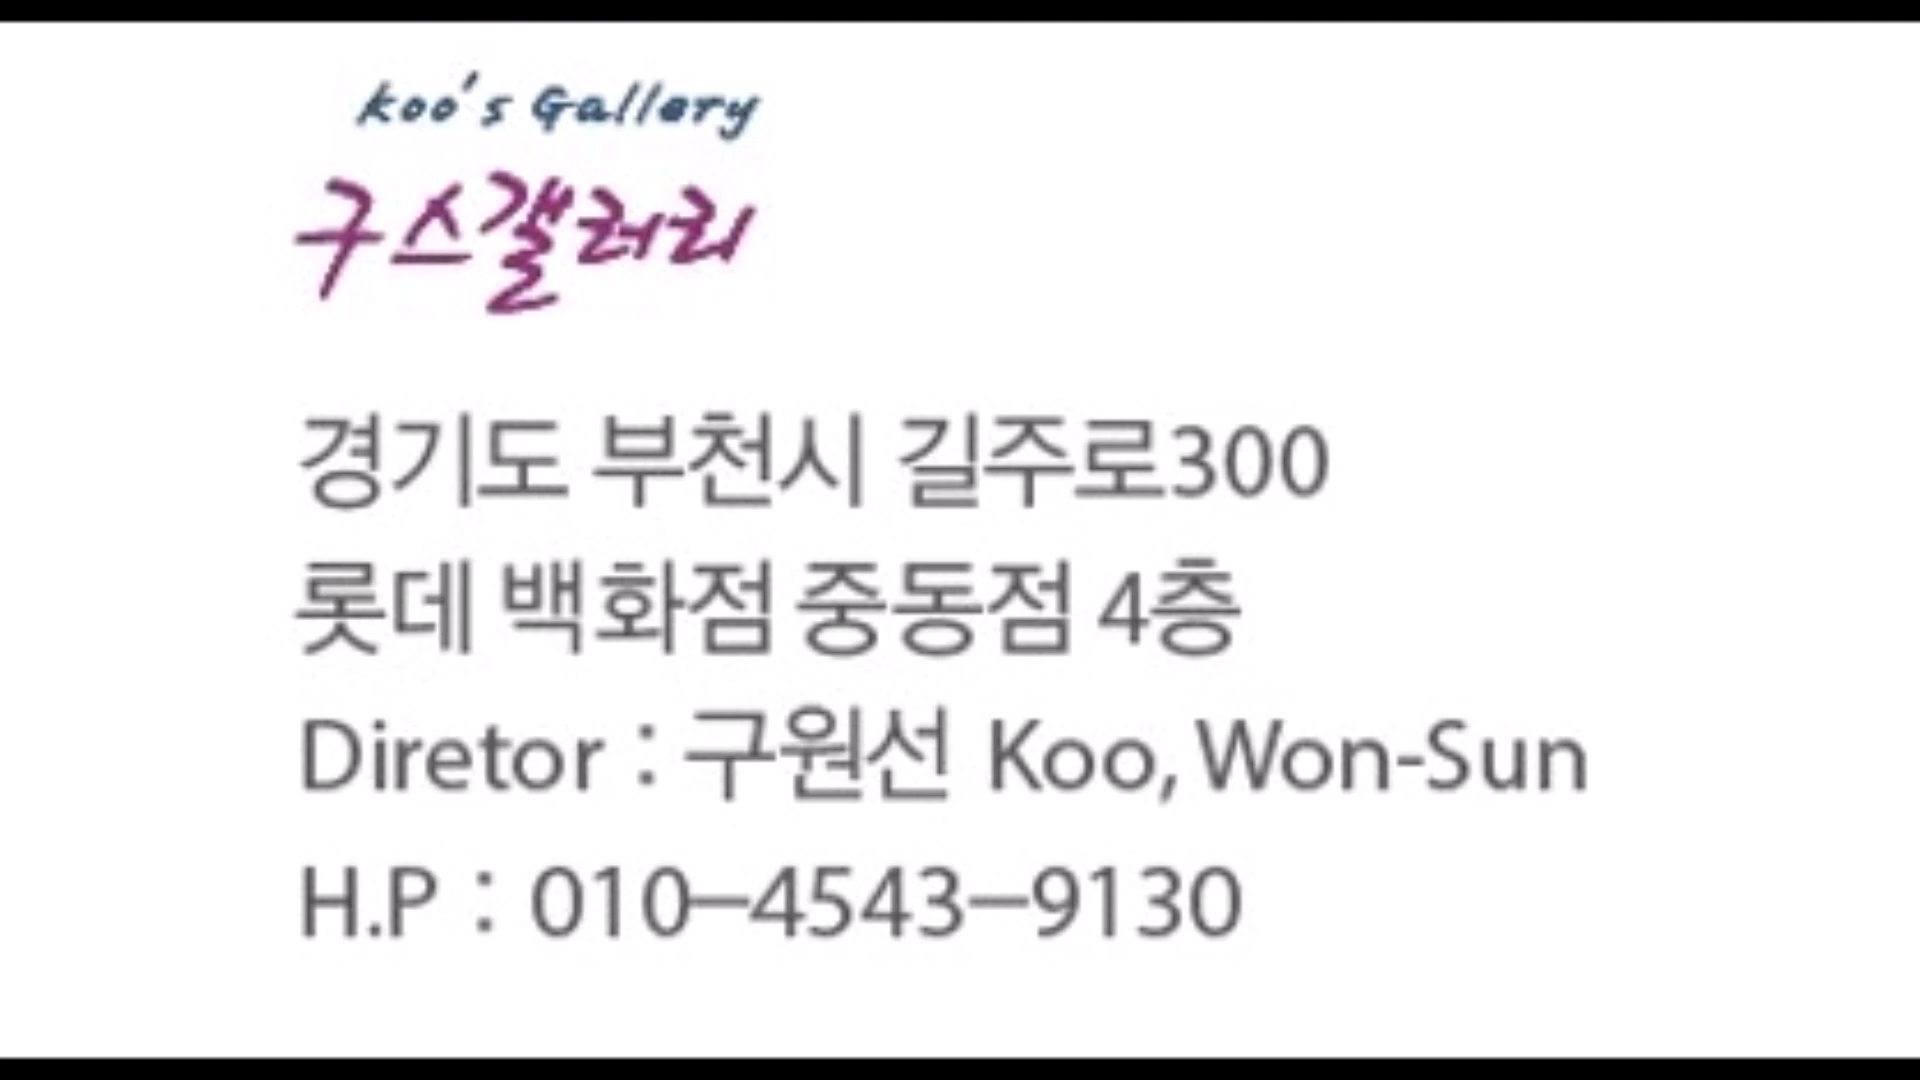 koo's Gallery
구스갤러리
경기도 부천시 길주로300
롯데 백화점 중동점 4층
Diretor : 구원선 Koo, Won-Sun
H.P : 010-4543-9130